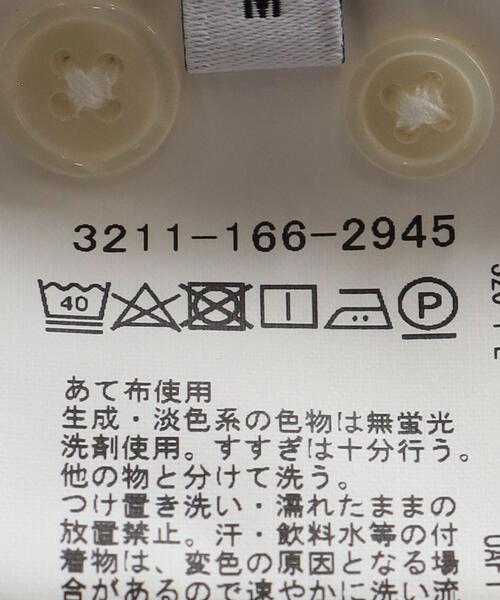 M
3211-166-2945
40
P
あて布使用
生成・淡色系の色物は無蛍光
洗剤使用。すすぎは十分行う。
他の物と分けて洗う。
つけ置き洗い・濡れたままの
放置禁止。汗・飲料水等の付
着物は、変色の原因となる場
合があるので速やかに洗い流